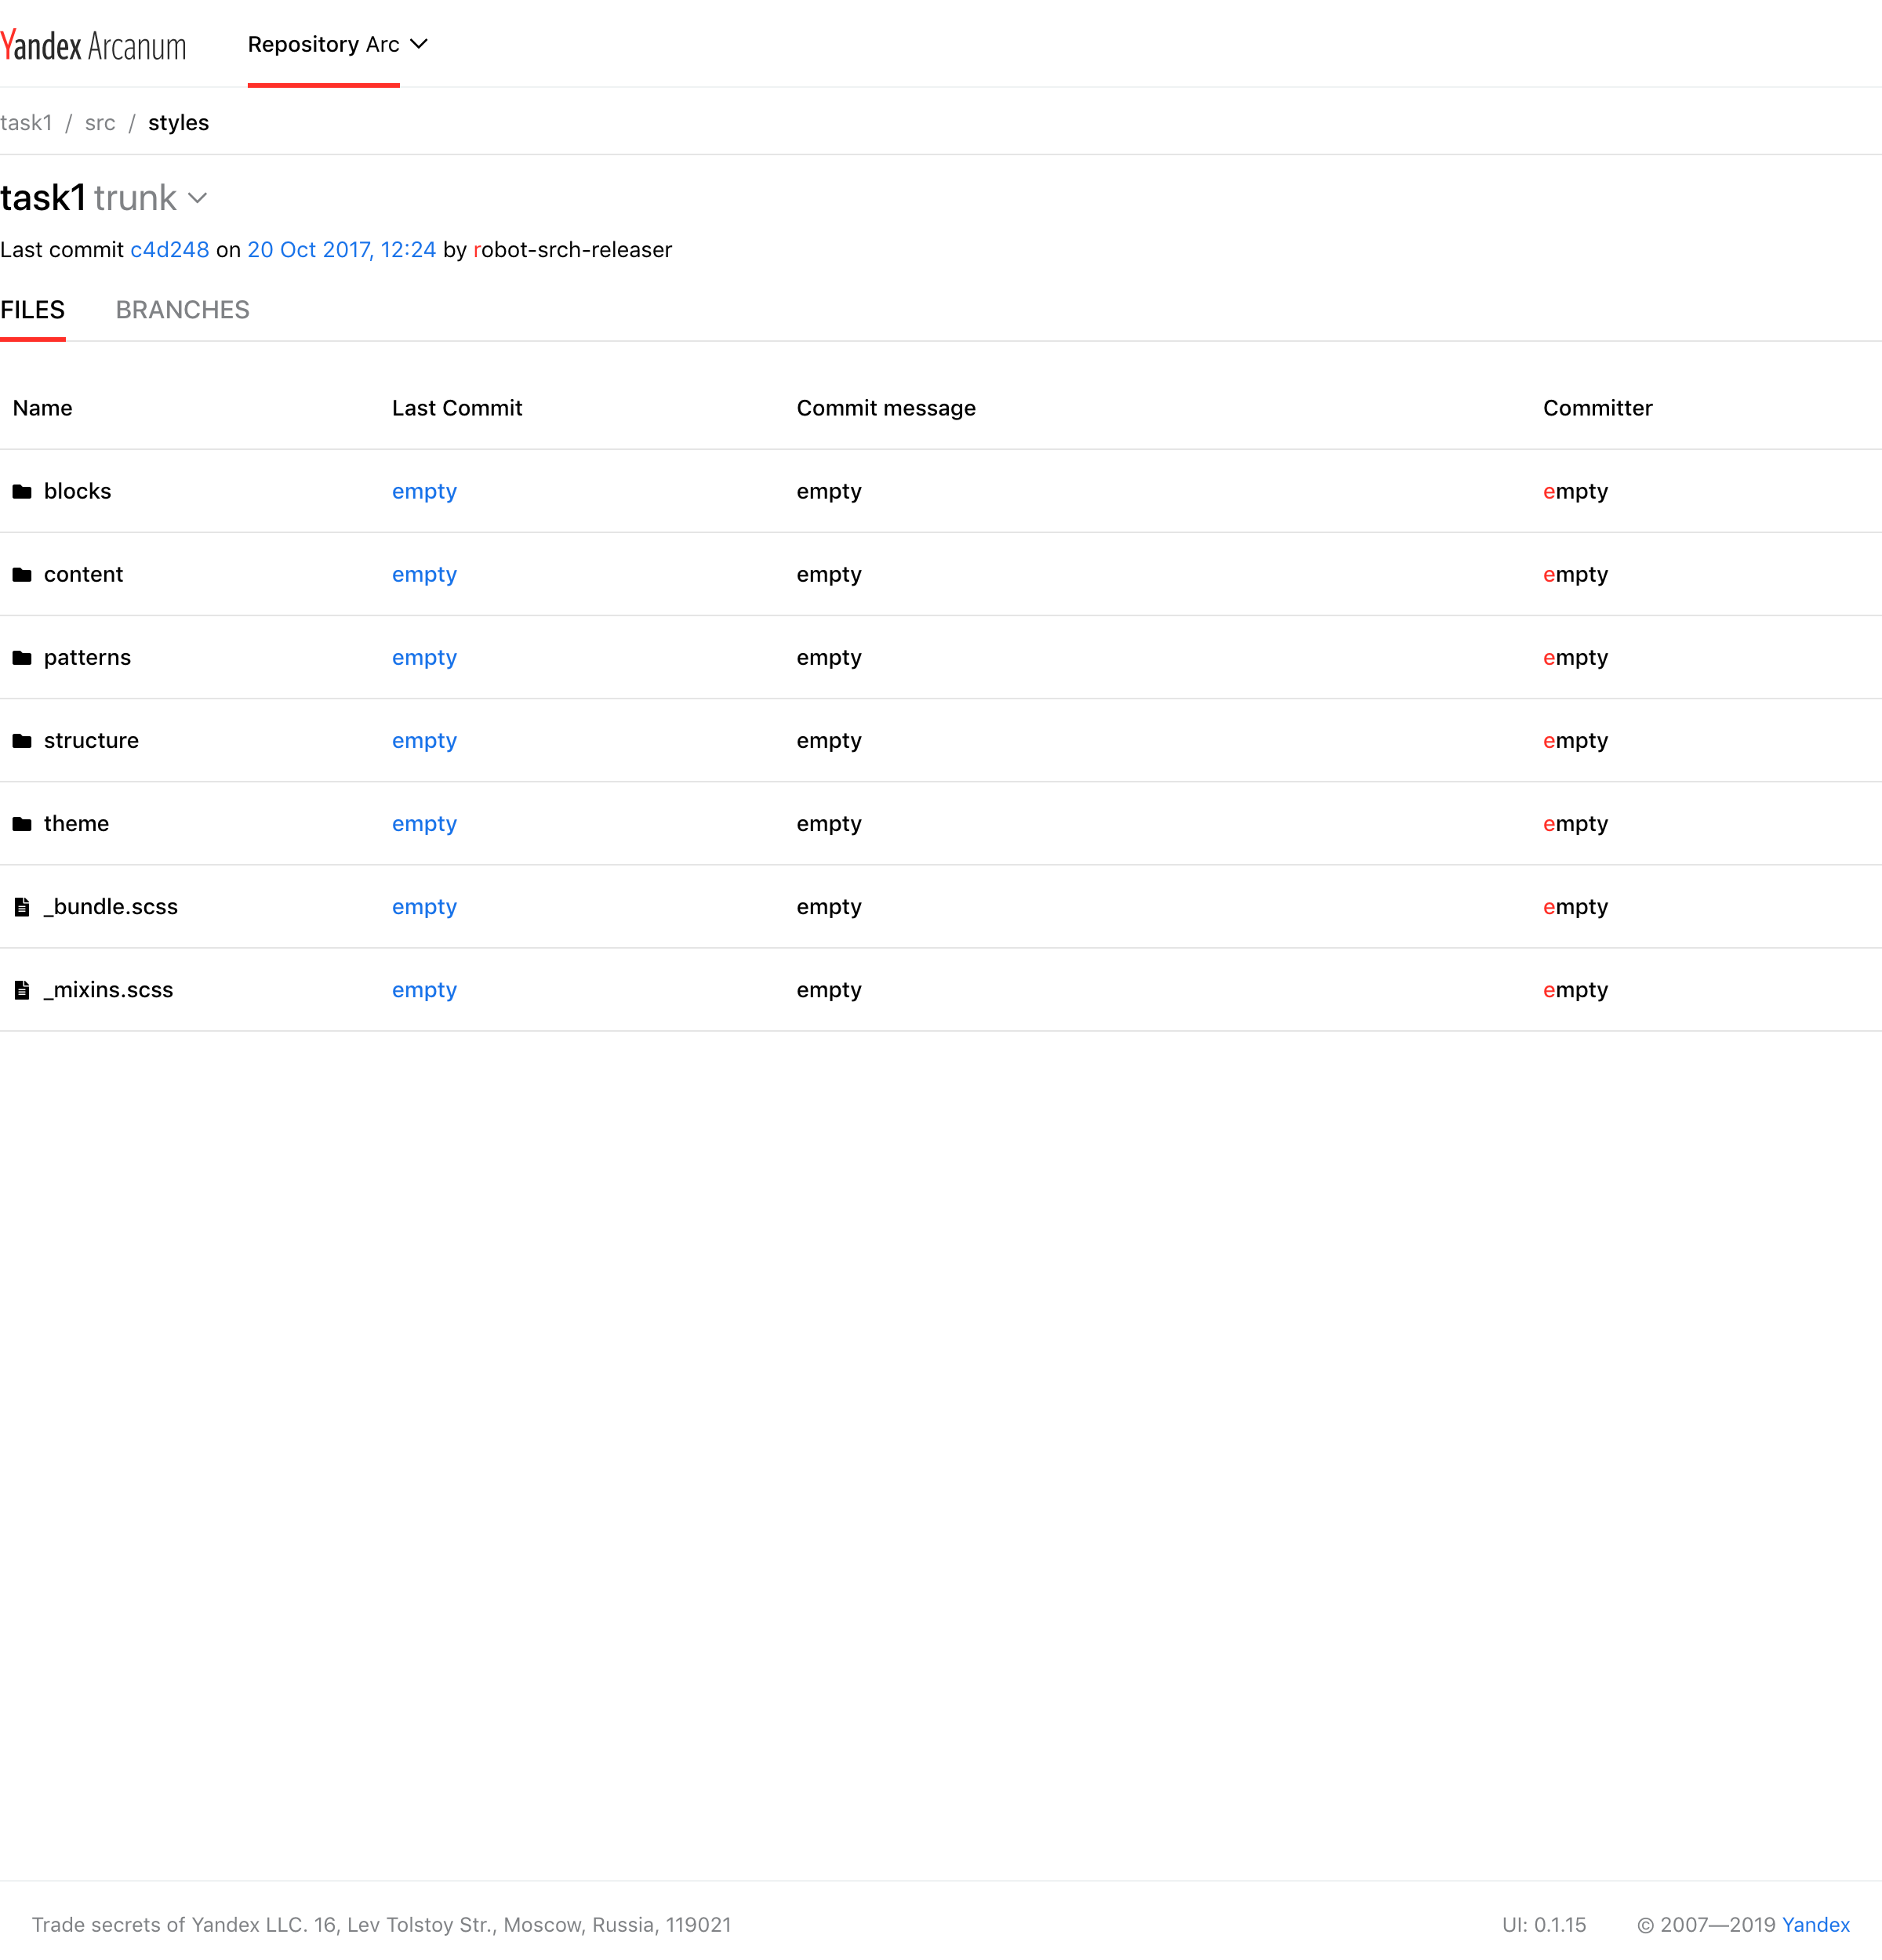 Yandex Arcanum Repository Arc
task1 / src / styles
task1 trunk
Last commit c4d248 on 20 Oct 2017, 12:24 by robot-srch-releaser
FILES BRANCHES
Name Last Commit Commit message Committer
blocks empty empty empty
content empty empty empty
patterns empty empty empty
structure empty empty empty
theme empty empty empty
_bundle.scss empty empty empty
_mixins.scss empty empty empty
Trade secrets of Yandex LLC. 16, Lev Tolstoy Str., Moscow, Russia, 119021 UI: 0.1.15 © 2007—2019 Yandex